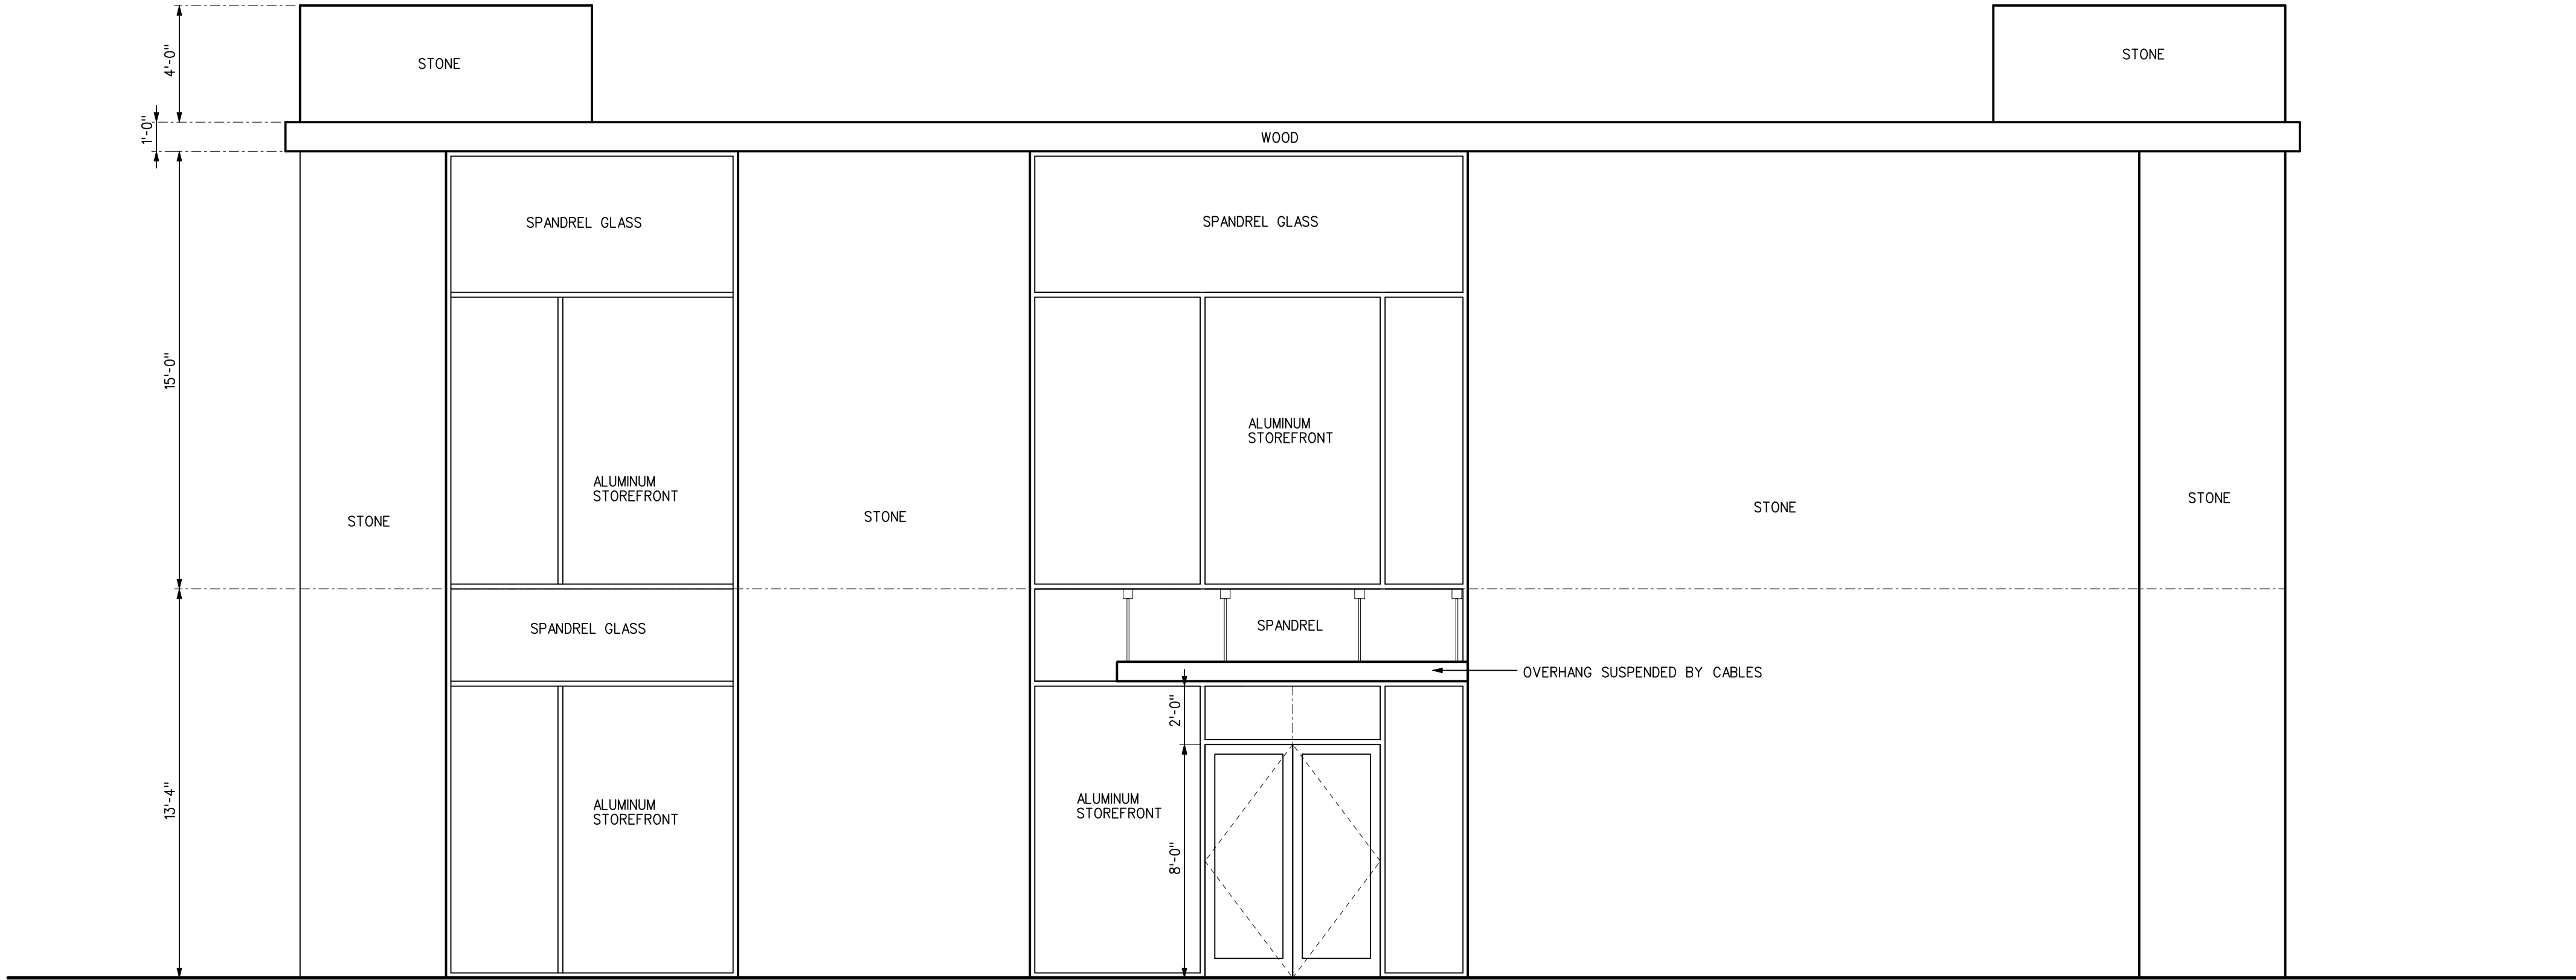 4'-0"
STONE
STONE
1'-0"
WOOD
SPANDREL GLASS
SPANDREL GLASS
15'-0"
ALUMINUM
STOREFRONT
ALUMINUM
STOREFRONT
STONE
STONE
STONE
STONE
SPANDREL GLASS
SPANDREL
OVERHANG SUSPENDED BY CABLES
2'-0"
13'-4"
ALUMINUM
STOREFRONT
ALUMINUM
STOREFRONT
8'-0"